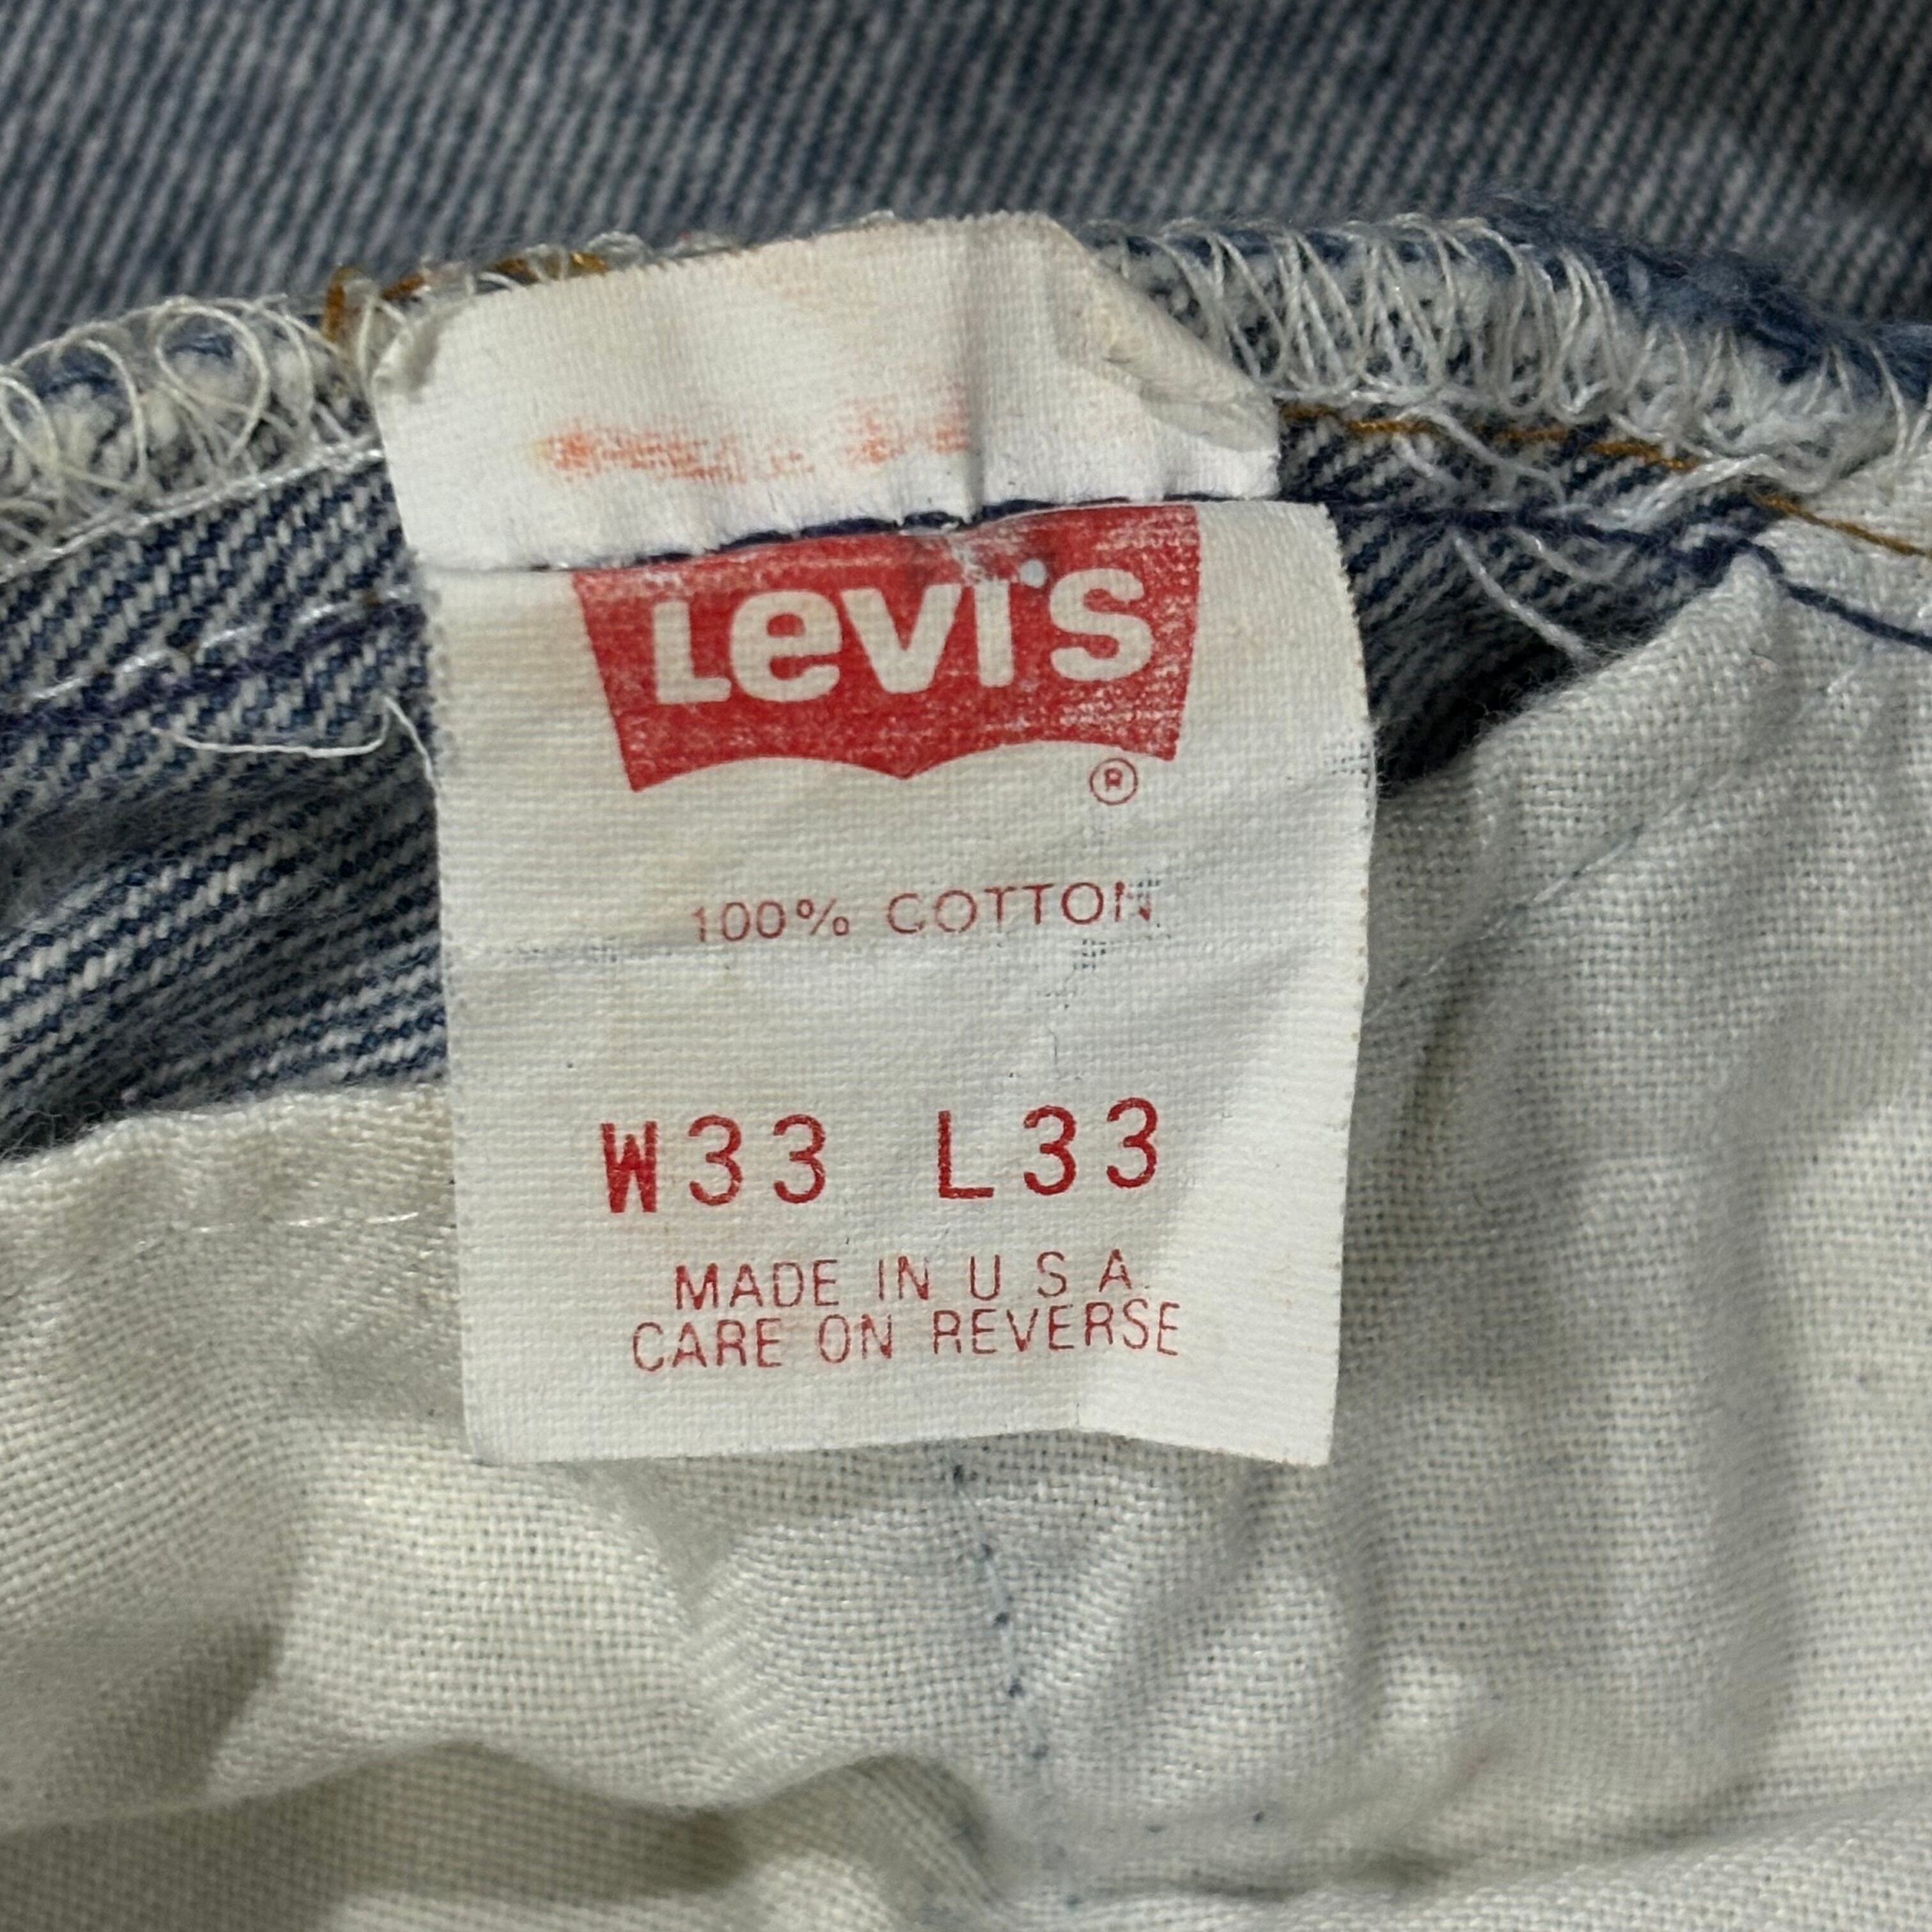 LEVI'S
®
100% COTTON
W33 L33
MADE IN U S A.
CARE ON REVERSE